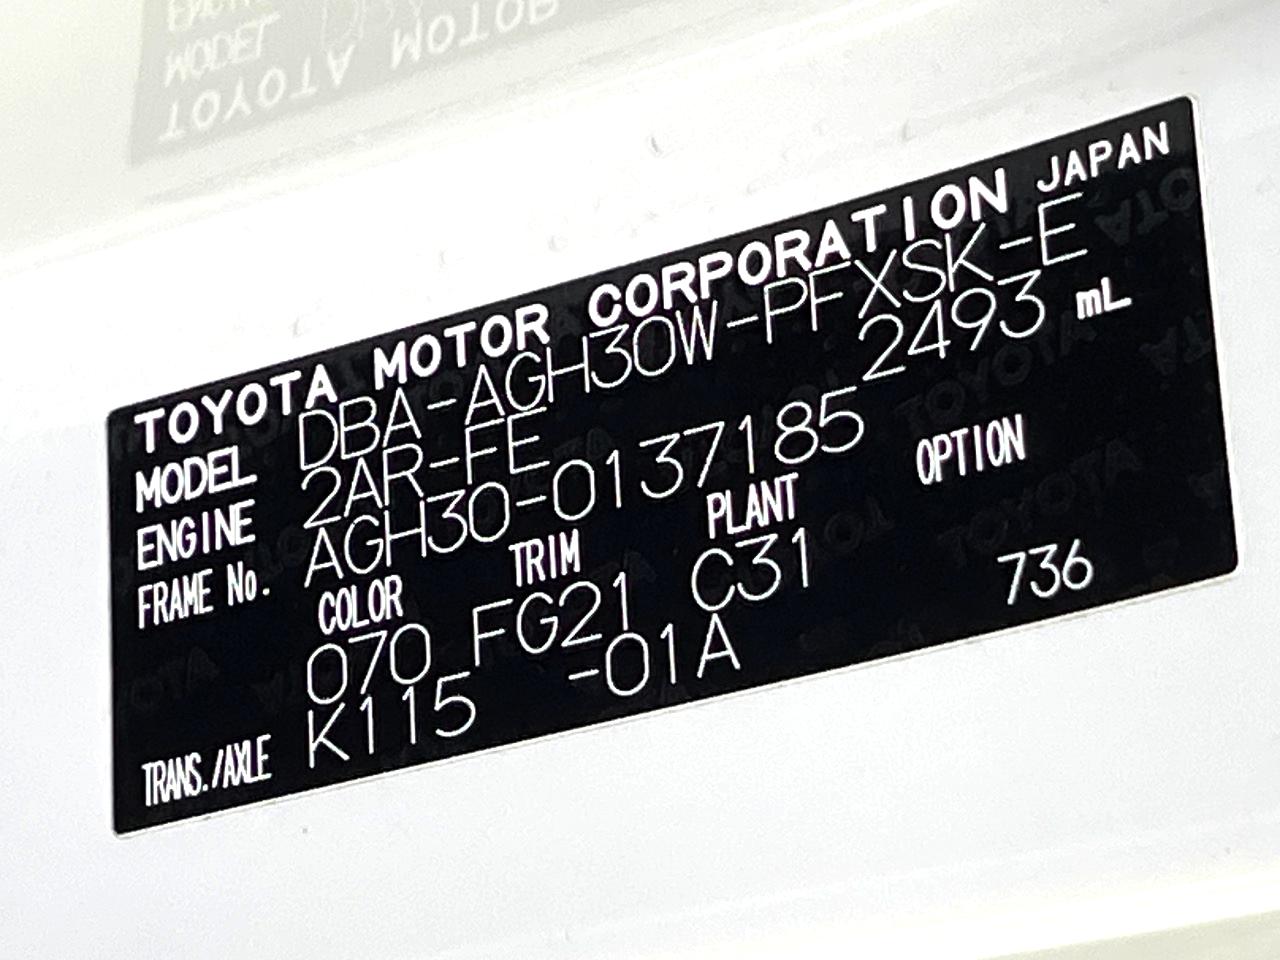 TOYOTA MOTOR CORPORATION JAPAN
MODEL DBA-AGH30W-PFXSK-E
ENGINE 2AR-FE 2493 mL
FRAME No. AGH30-0137185
COLOR TRIM PLANT OPTION
070 FG21 C31
TRANS./AXLE K115 -01A 736